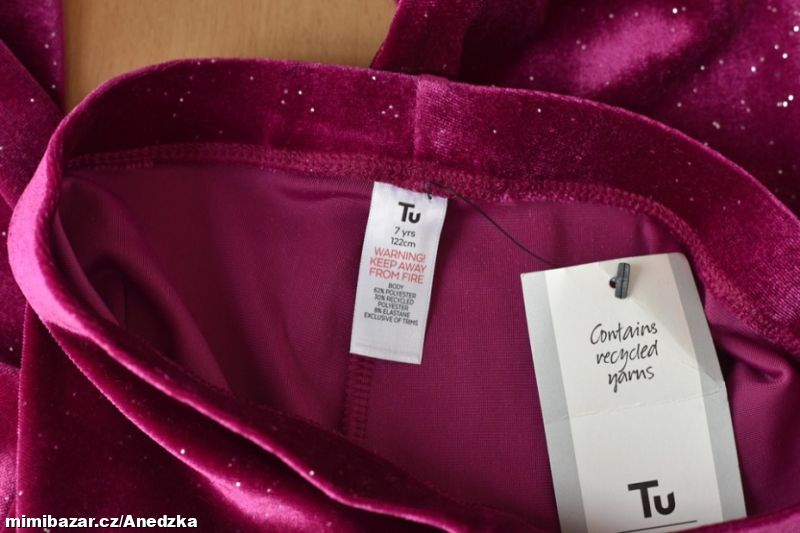 Tu
7 yrs
122cm
WARNING!
KEEP AWAY
FROM FIRE
BODY
62% POLYESTER
30% RECYCLED
POLYESTER
8% ELASTANE
EXCLUSIVE OF TRIMS
Contains
recycled
yarns
Tu
mimibazar.cz/Anedzka